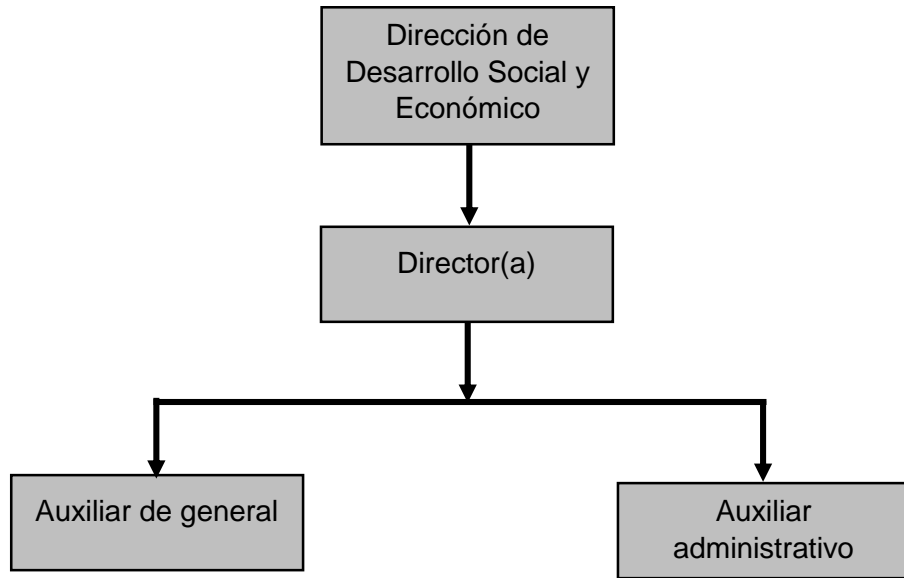 Dirección de
Desarrollo Social y
Económico
Director(a)
Auxiliar de general
Auxiliar
administrativo